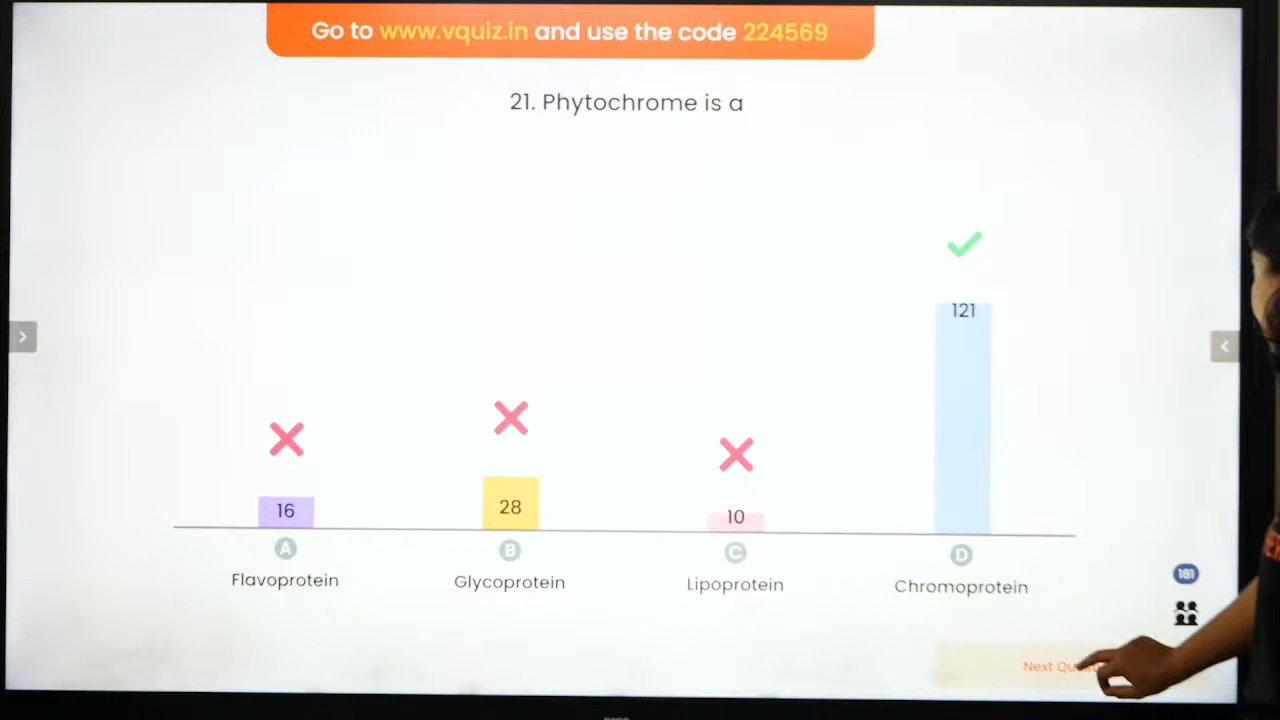 Go to www.vquiz.in and use the code 224569
21. Phytochrome is a
121
28
16
10
A
B
C
D
Flavoprotein
Glycoprotein
Lipoprotein
Chromoprotein
181
Next